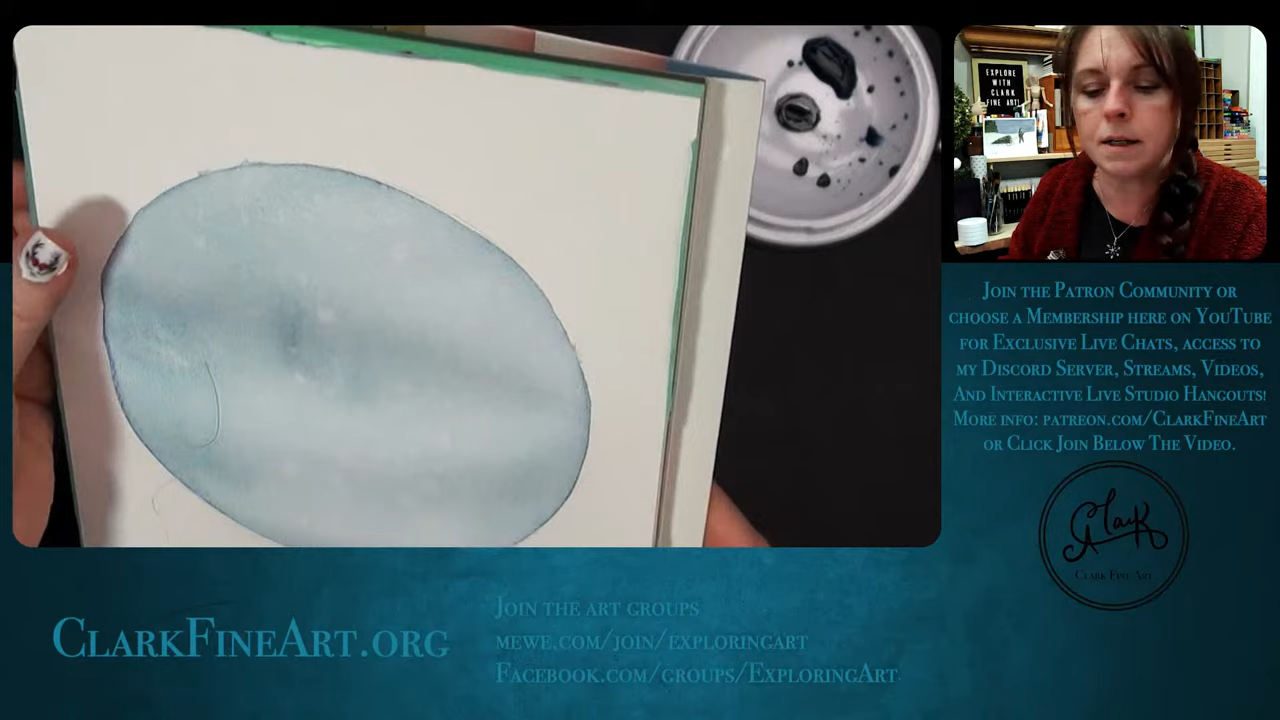 EXPLORE
WITH
CLARK
FINE ART!
Join the Patron Community or
choose a Membership here on YouTube
for Exclusive Live Chats, access to
my Discord Server, Streams, Videos,
And Interactive Live Studio Hangouts!
More info: patreon.com/ClarkFineArt
or Click Join Below The Video.
Clark
Clark Fine Art
ClarkFineArt.org
Join the art groups
mewe.com/join/exploringart
Facebook.com/groups/ExploringArt